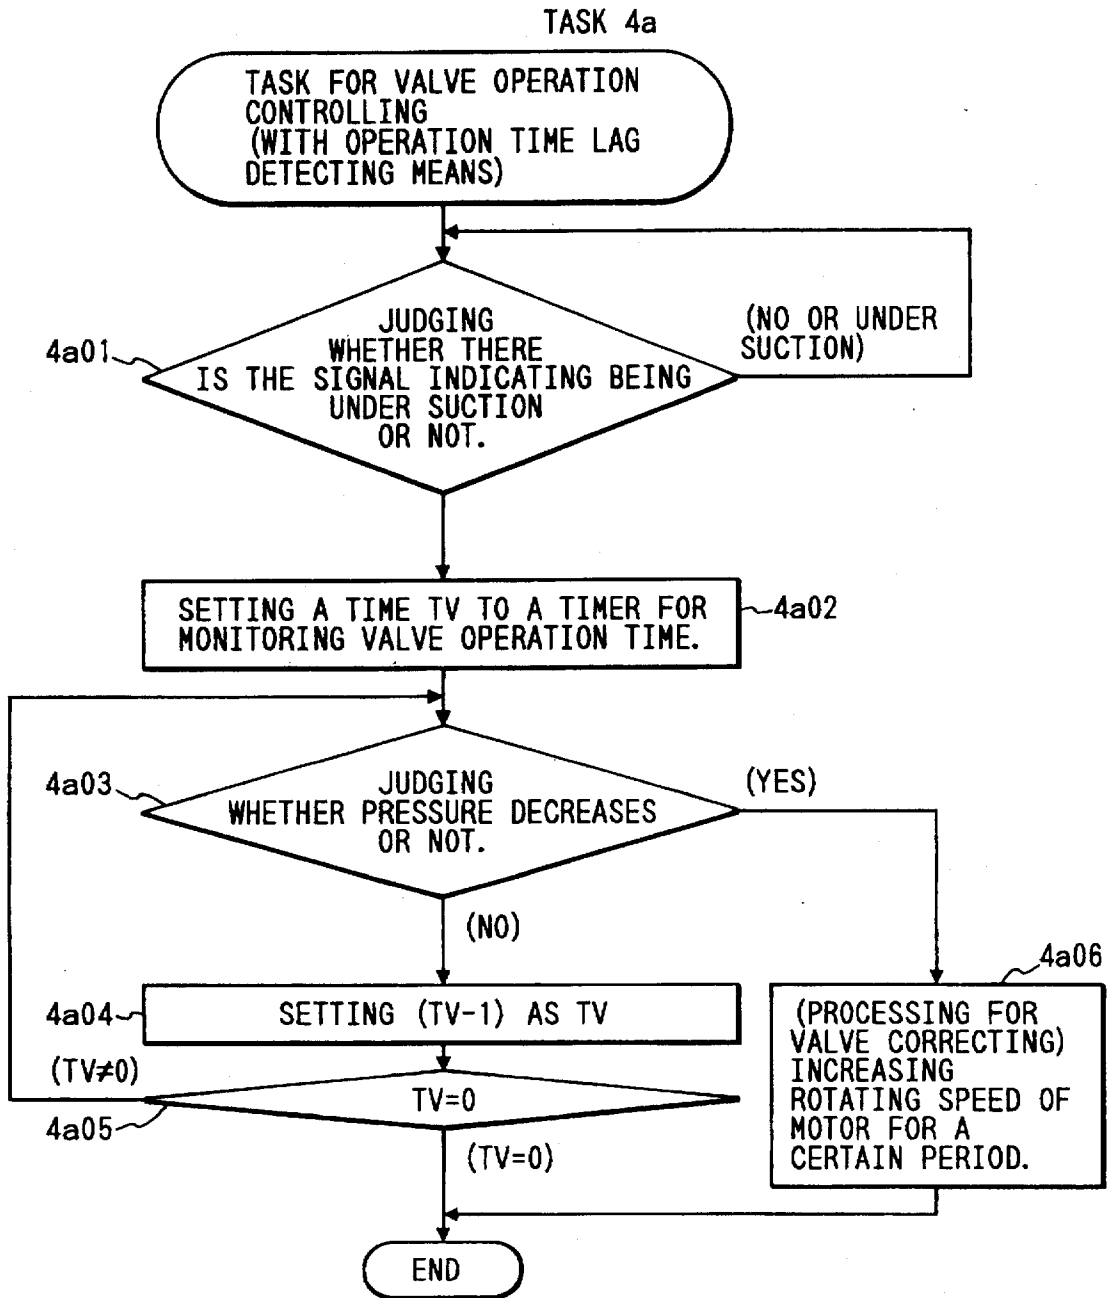 TASK 4a
TASK FOR VALVE OPERATION
CONTROLLING
(WITH OPERATION TIME LAG
DETECTING MEANS)
4a01
JUDGING
WHETHER THERE
IS THE SIGNAL INDICATING BEING
UNDER SUCTION
OR NOT.
(NO OR UNDER
SUCTION)
SETTING A TIME TV TO A TIMER FOR
MONITORING VALVE OPERATION TIME.
4a02
4a03
JUDGING
WHETHER PRESSURE DECREASES
OR NOT.
(YES)
(NO)
4a04
SETTING (TV-1) AS TV
(TV≠0)
4a05
TV=0
(TV=0)
4a06
(PROCESSING FOR
VALVE CORRECTING)
INCREASING
ROTATING SPEED OF
MOTOR FOR A
CERTAIN PERIOD.
END